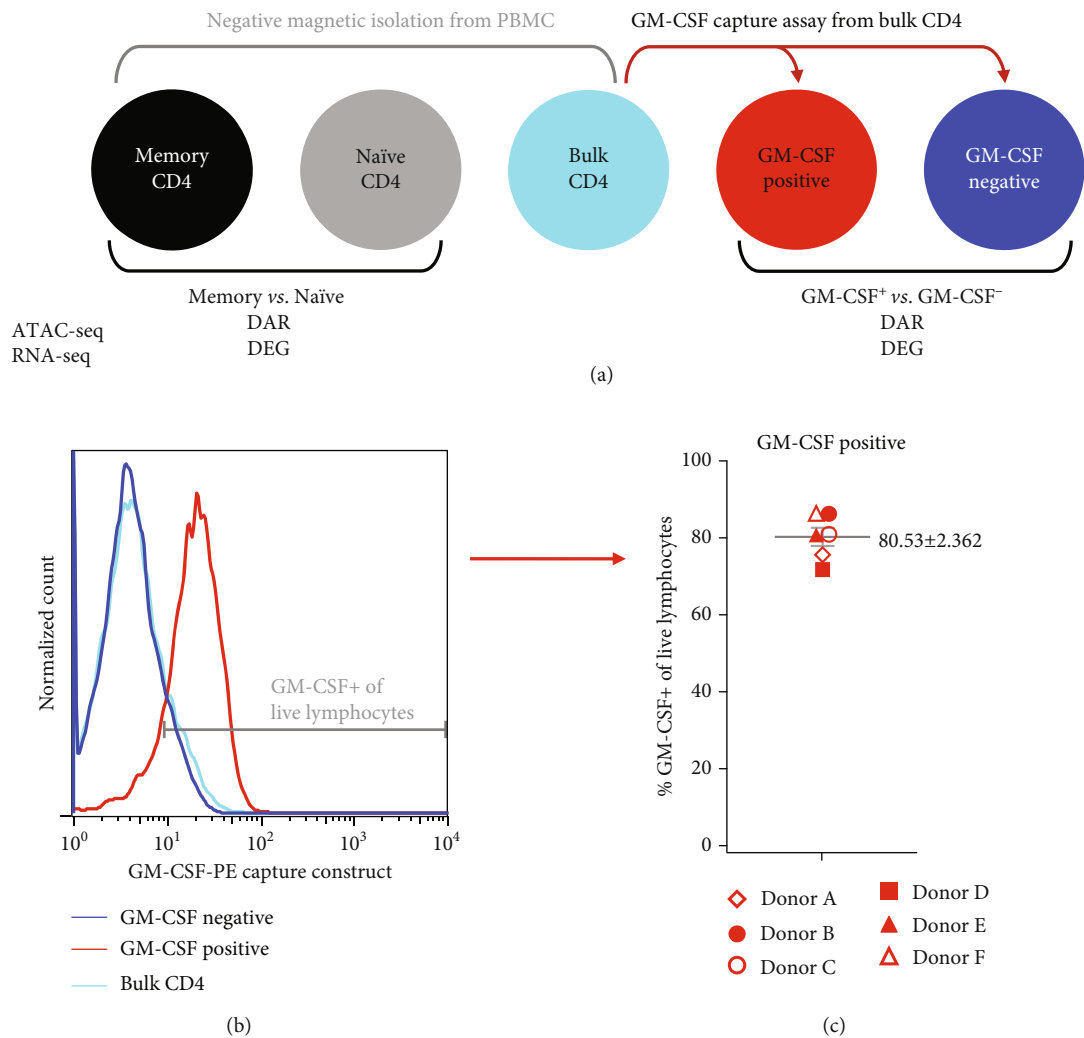 Negative magnetic isolation from PBMC
GM-CSF capture assay from bulk CD4
Memory
CD4
Naïve
CD4
Bulk
CD4
GM-CSF
positive
GM-CSF
negative
Memory vs. Naïve
DAR
DEG
GM-CSF⁺ vs. GM-CSF⁻
DAR
DEG
ATAC-seq
RNA-seq
(a)
Normalized count
GM-CSF+ of
live lymphocytes
10⁰
10¹
10²
10³
10⁴
GM-CSF-PE capture construct
GM-CSF negative
GM-CSF positive
Bulk CD4
(b)
GM-CSF positive
% GM-CSF+ of live lymphocytes
100
80
60
40
20
0
80.53±2.362
Donor A
Donor B
Donor C
Donor D
Donor E
Donor F
(c)